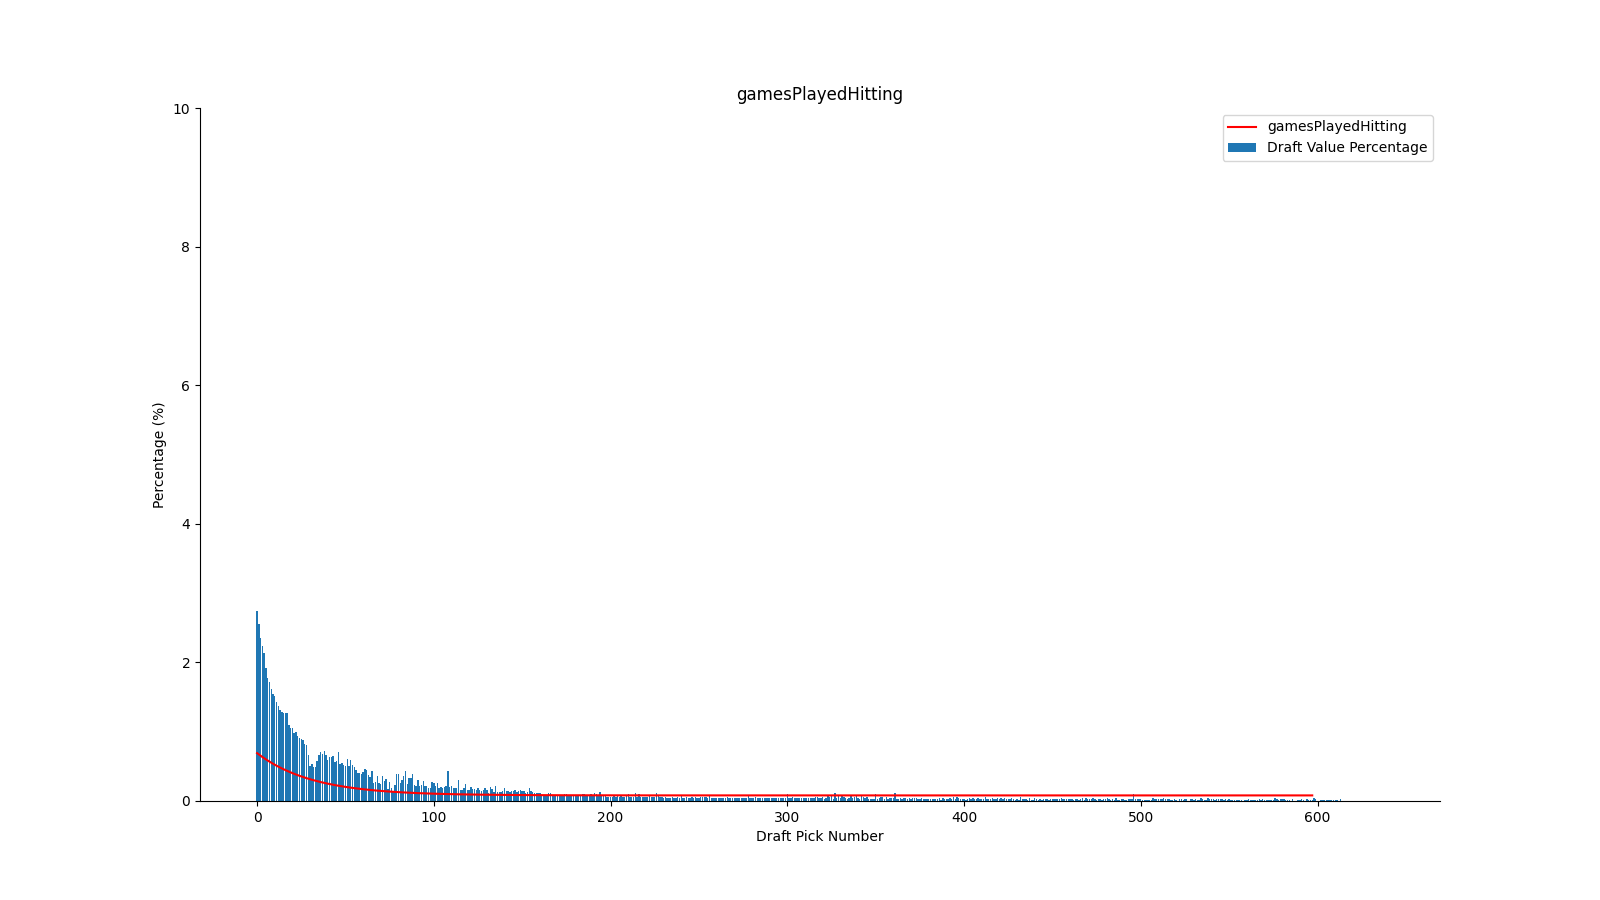 gamesPlayedHitting
10
8
6
4
2
0
Percentage (%)
gamesPlayedHitting
Draft Value Percentage
0 100 200 300 400 500 600
Draft Pick Number